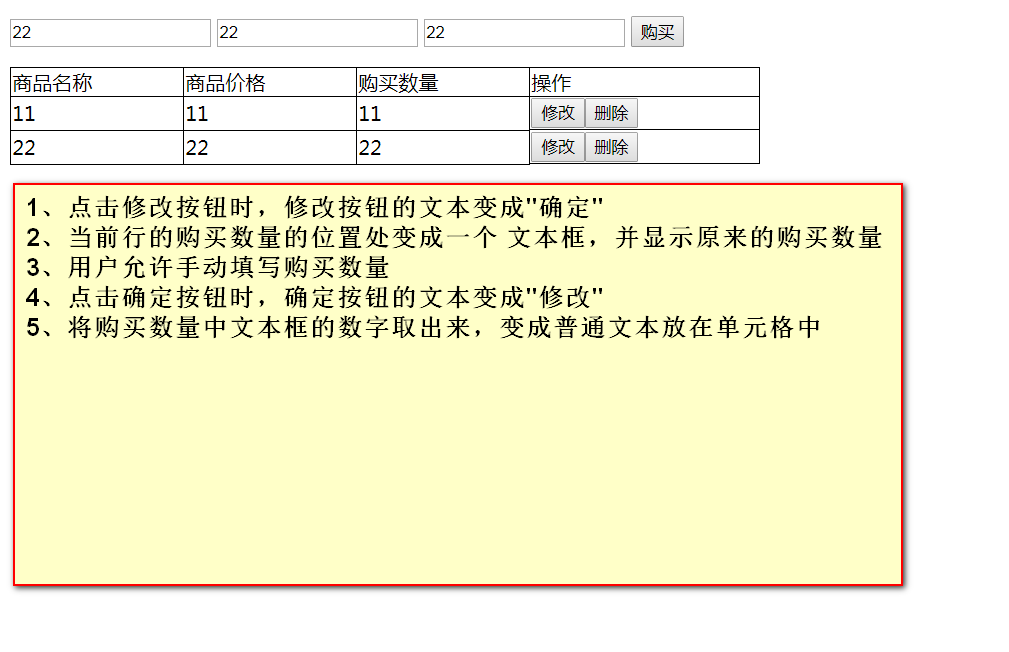 22 22 22 购买
商品名称 商品价格 购买数量 操作
11 11 11 修改 删除
22 22 22 修改 删除
1、点击修改按钮时，修改按钮的文本变成"确定"
2、当前行的购买数量的位置处变成一个 文本框，并显示原来的购买数量
3、用户允许手动填写购买数量
4、点击确定按钮时，确定按钮的文本变成"修改"
5、将购买数量中文本框的数字取出来，变成普通文本放在单元格中